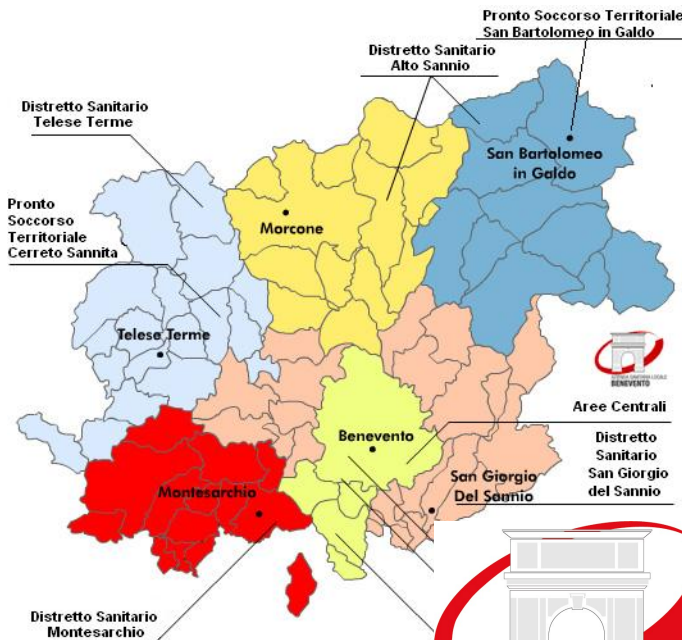 Pronto Soccorso Territoriale
San Bartolomeo in Galdo
Distretto Sanitario
Alto Sannio
Distretto Sanitario
Telese Terme
San Bartolomeo
in Galdo
Pronto
Soccorso
Territoriale
Cerreto Sannita
Morcone
Telese Terme
BENEVENTO
Aree Centrali
Benevento
Distretto
Sanitario
San Giorgio
del Sannio
San Giorgio
Del Sannio
Montesarchio
Distretto Sanitario
Montesarchio